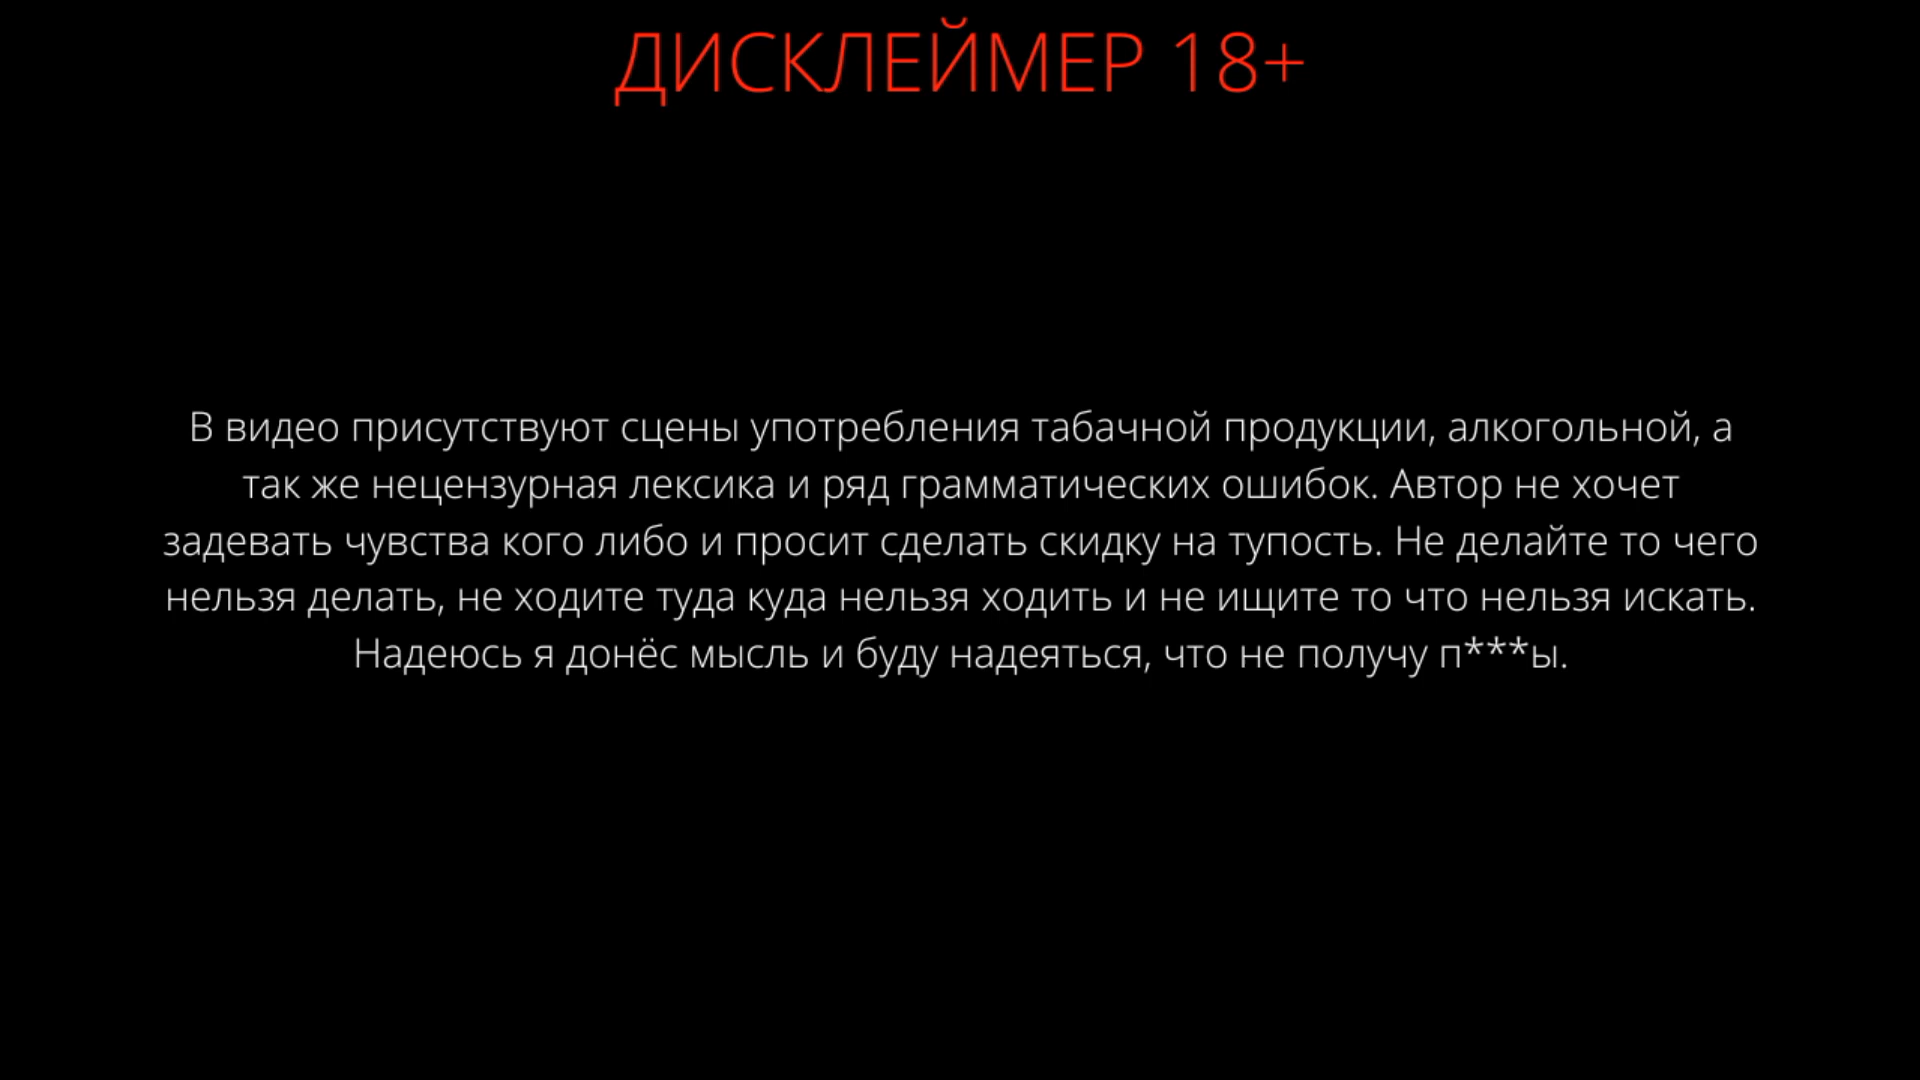 ДИСКЛЕЙМЕР 18+
В видео присутствуют сцены употребления табачной продукции, алкогольной, а
так же нецензурная лексика и ряд грамматических ошибок. Автор не хочет
задевать чувства кого либо и просит сделать скидку на тупость. Не делайте то чего
нельзя делать, не ходите туда куда нельзя ходить и не ищите то что нельзя искать.
Надеюсь я донёс мысль и буду надеяться, что не получу п***ы.